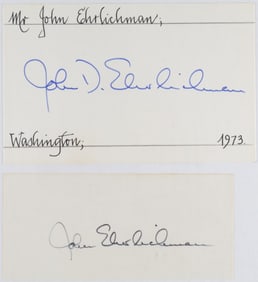 Mr John Ehrlichman,
John D. Ehrlichman
Washington, 1973.
John Ehrlichman